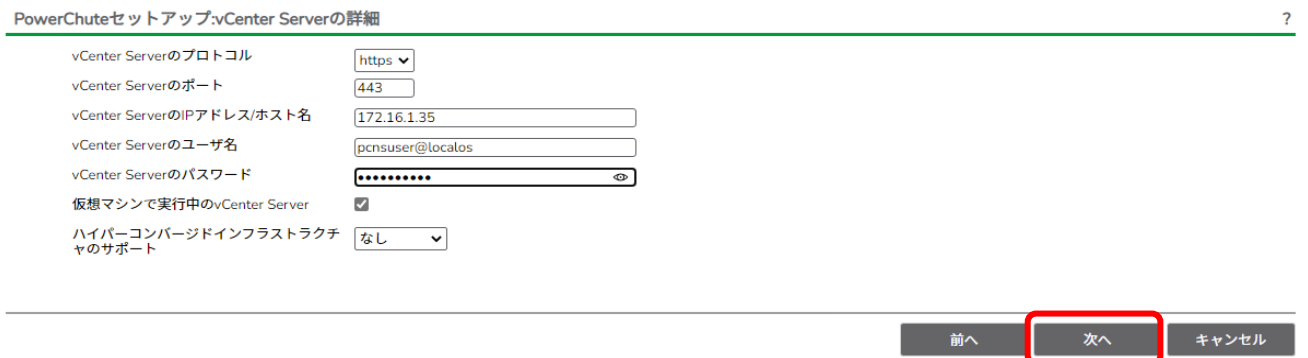 PowerChuteセットアップ:vCenter Serverの詳細 ?
vCenter Serverのプロトコル https
vCenter Serverのポート 443
vCenter ServerのIPアドレス/ホスト名 172.16.1.35
vCenter Serverのユーザ名 pcnsuser@localos
vCenter Serverのパスワード ••••••••••
仮想マシンで実行中のvCenter Server
ハイパーコンバージドインフラストラクチ
ャのサポート なし
前へ 次へ キャンセル